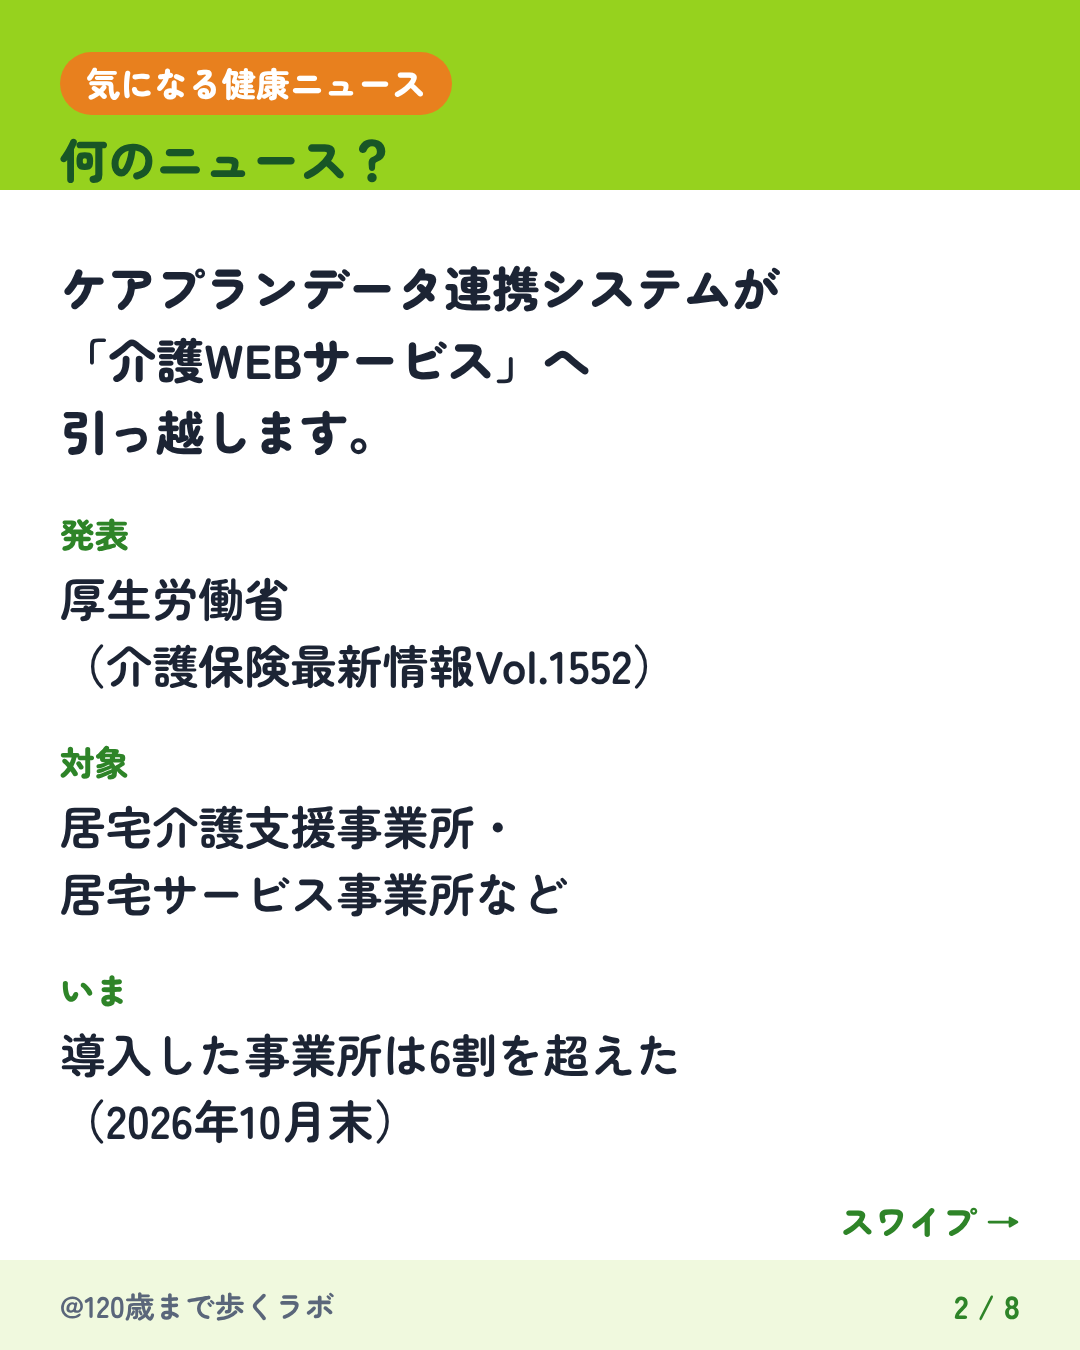 気になる健康ニュース
何のニュース？
ケアプランデータ連携システムが
「介護WEBサービス」へ
引っ越します。
発表
厚生労働省
（介護保険最新情報Vol.1552）
対象
居宅介護支援事業所・
居宅サービス事業所など
いま
導入した事業所は6割を超えた
（2026年10月末）
スワイプ →
@120歳まで歩くラボ
2 / 8